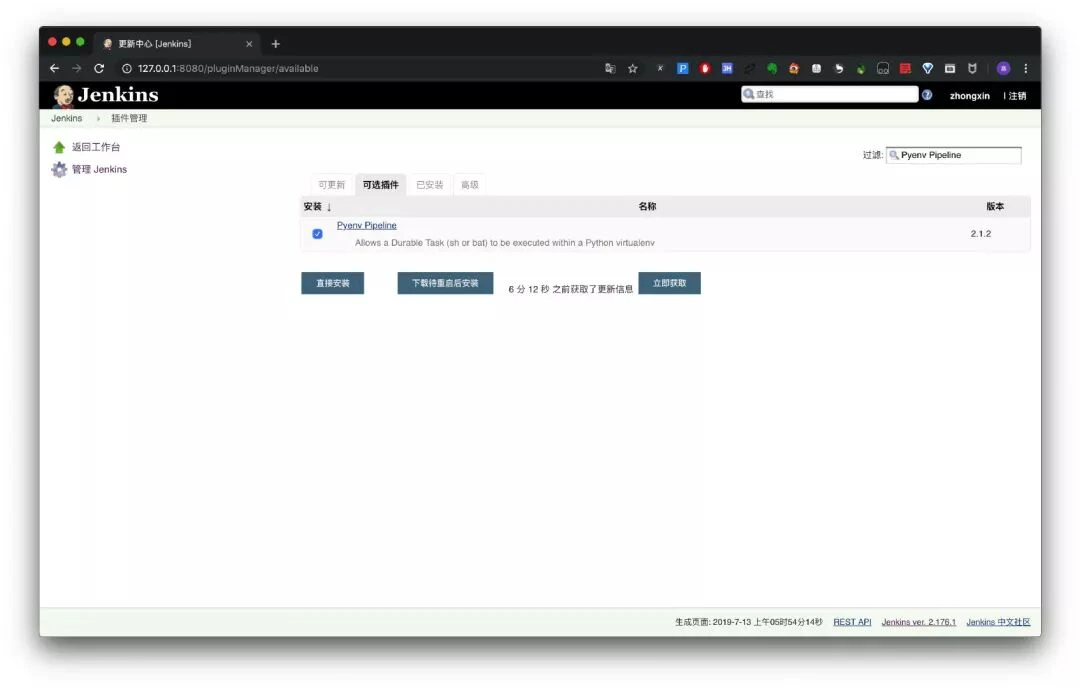 更新中心 [Jenkins]
127.0.0.1:8080/pluginManager/available
Jenkins
查找
zhongxin | 注销
Jenkins › 插件管理
返回工作台
管理 Jenkins
过滤: Pyenv Pipeline
可更新 可选插件 已安装 高级
安装 ↓ 名称 版本
Pyenv Pipeline
Allows a Durable Task (sh or bat) to be executed within a Python virtualenv
2.1.2
直接安装 下载待重启后安装 6 分 12 秒 之前获取了更新信息 立即获取
生成页面: 2019-7-13 上午05时54分14秒 REST API Jenkins ver. 2.176.1 Jenkins 中文社区